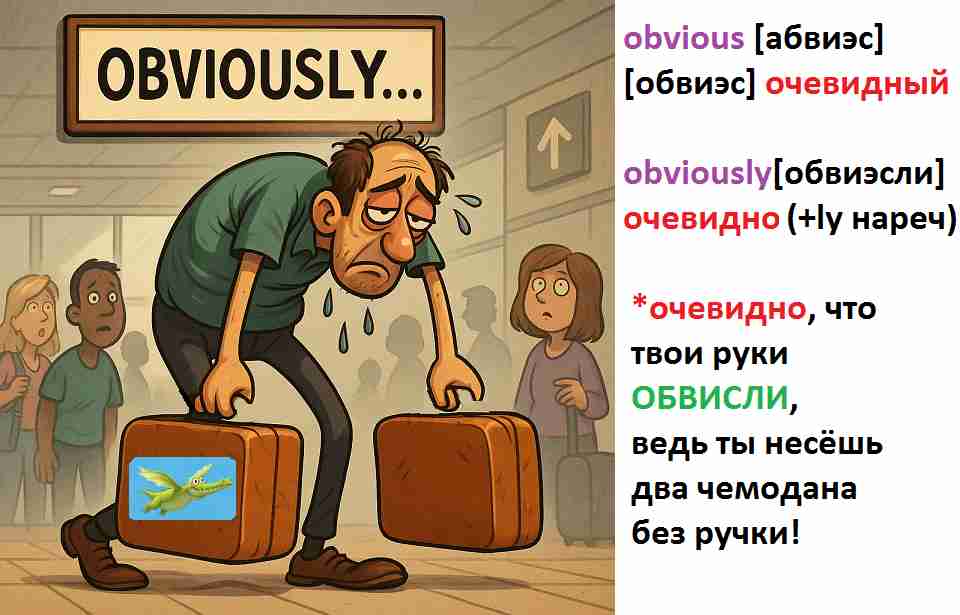 OBVIOUSLY...
obvious [абвиэс]
[обвиэс] очевидный
obviously[обвиэсли]
очевидно (+ly нареч)
*очевидно, что
твои руки
ОБВИСЛИ,
ведь ты несёшь
два чемодана
без ручки!